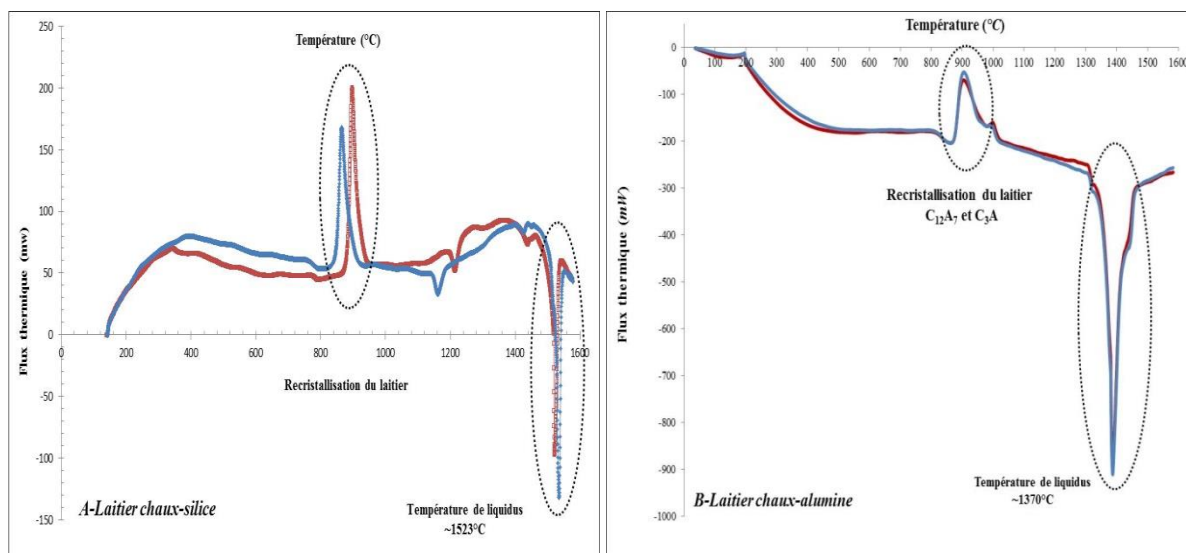 Température (°C)
250
200
150
100
50
0
-50
-100
-150
0
200
400
600
800
1000
1200
1400
1600
Flux thermique (mw)
Recristallisation du laitier
A-Laitier chaux-silice
Température de liquidus
~1523°C
Température (°C)
0
-100
-200
-300
-400
-500
-600
-700
-800
-900
-1000
0 100 200 300 400 500 600 700 800 900 1000 1100 1200 1300 1400 1500 1600
Flux thermique (mW)
Recristallisation du laitier
C12A7 et C3A
Température de liquidus
~1370°C
B-Laitier chaux-alumine